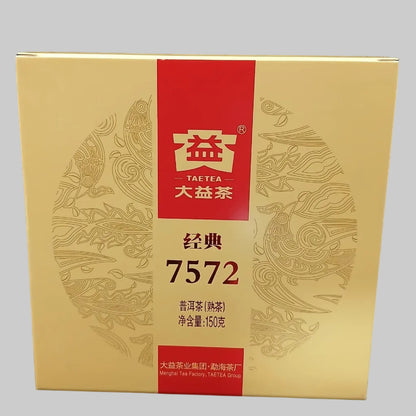 益®
TAETEA
大益茶
经典
7572
普洱茶(熟茶)
净含量:150克
大益茶业集团·勐海茶厂
Menghai Tea Factory, TAETEA Group